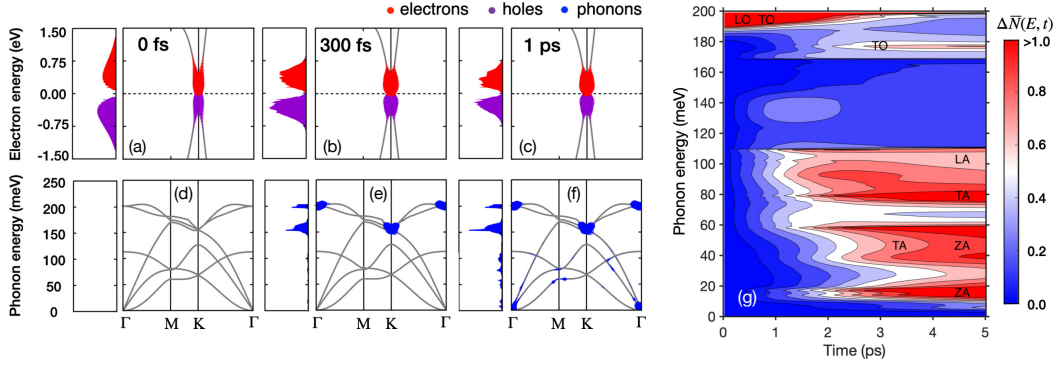 electrons holes phonons
Electron energy (eV)
1.50
0.75
0.00
-0.75
-1.50
0 fs
(a)
300 fs
(b)
1 ps
(c)
Phonon energy (meV)
250
200
150
100
50
0
(d)
(e)
(f)
Γ M K Γ
Γ M K Γ
Γ M K Γ
Phonon energy (meV)
200
180
160
140
120
100
80
60
40
20
0
LO TO
TO
LA
TA
TA ZA
ZA
(g)
0 1 2 3 4 5
Time (ps)
ΔN̅(E, t)
>1.0
0.8
0.6
0.4
0.2
0.0